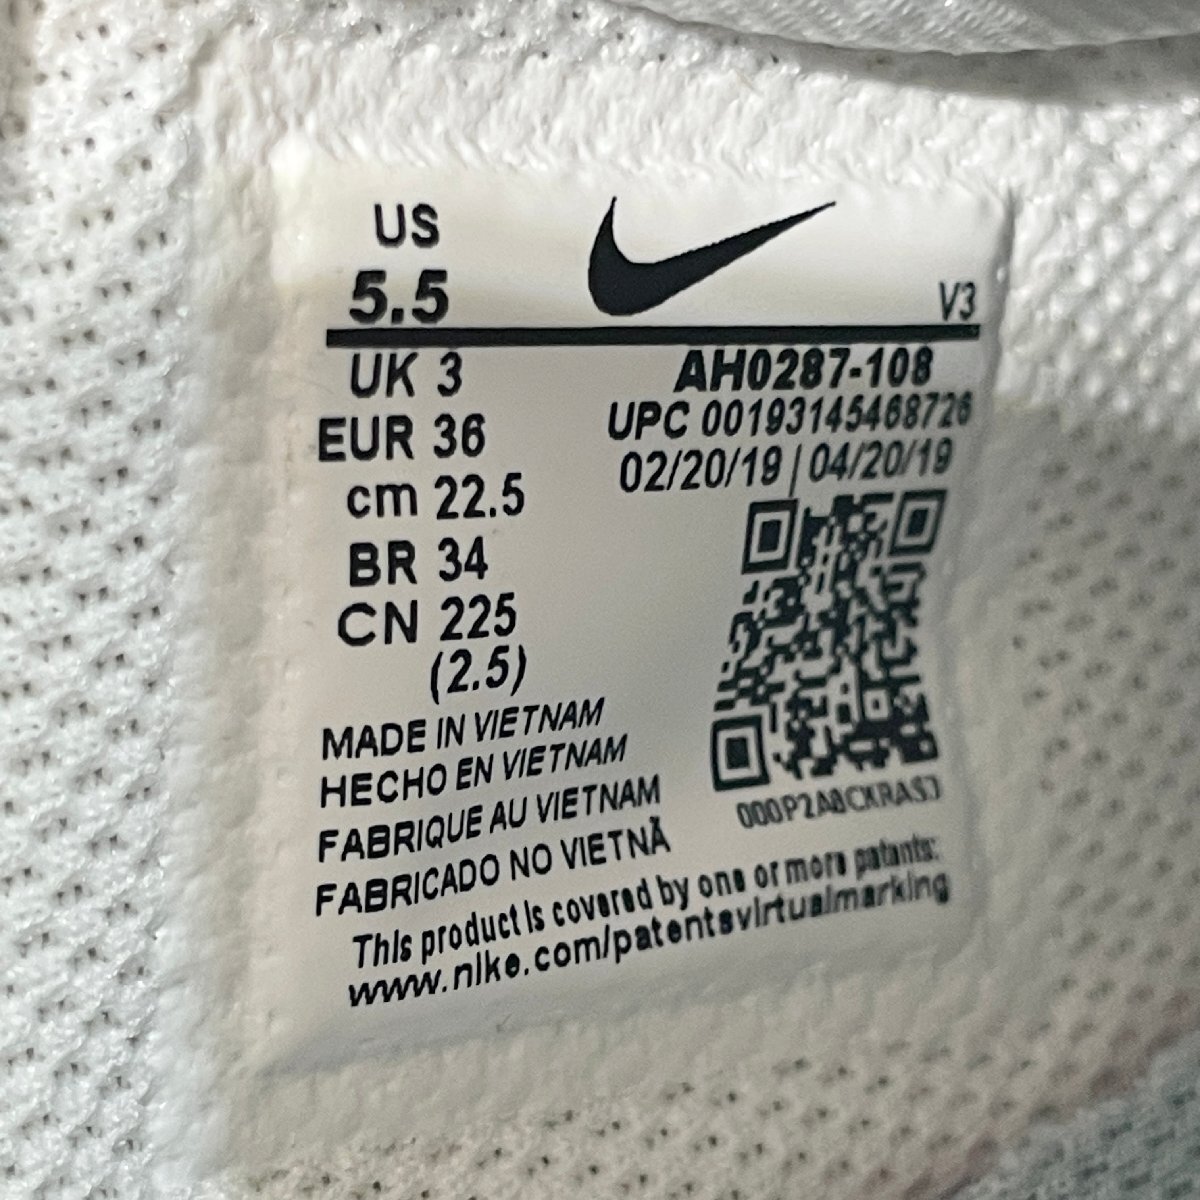 US
5.5
V3
UK 3
EUR 36
cm 22.5
BR 34
CN 225
(2.5)
AH0287-108
UPC 00193145468726
02/20/19 | 04/20/19
000P2A8CXRAS7
MADE IN VIETNAM
HECHO EN VIETNAM
FABRIQUE AU VIETNAM
FABRICADO NO VIETNÃ
This product is covered by one or more patents:
www.nike.com/patentsvirtualmarking